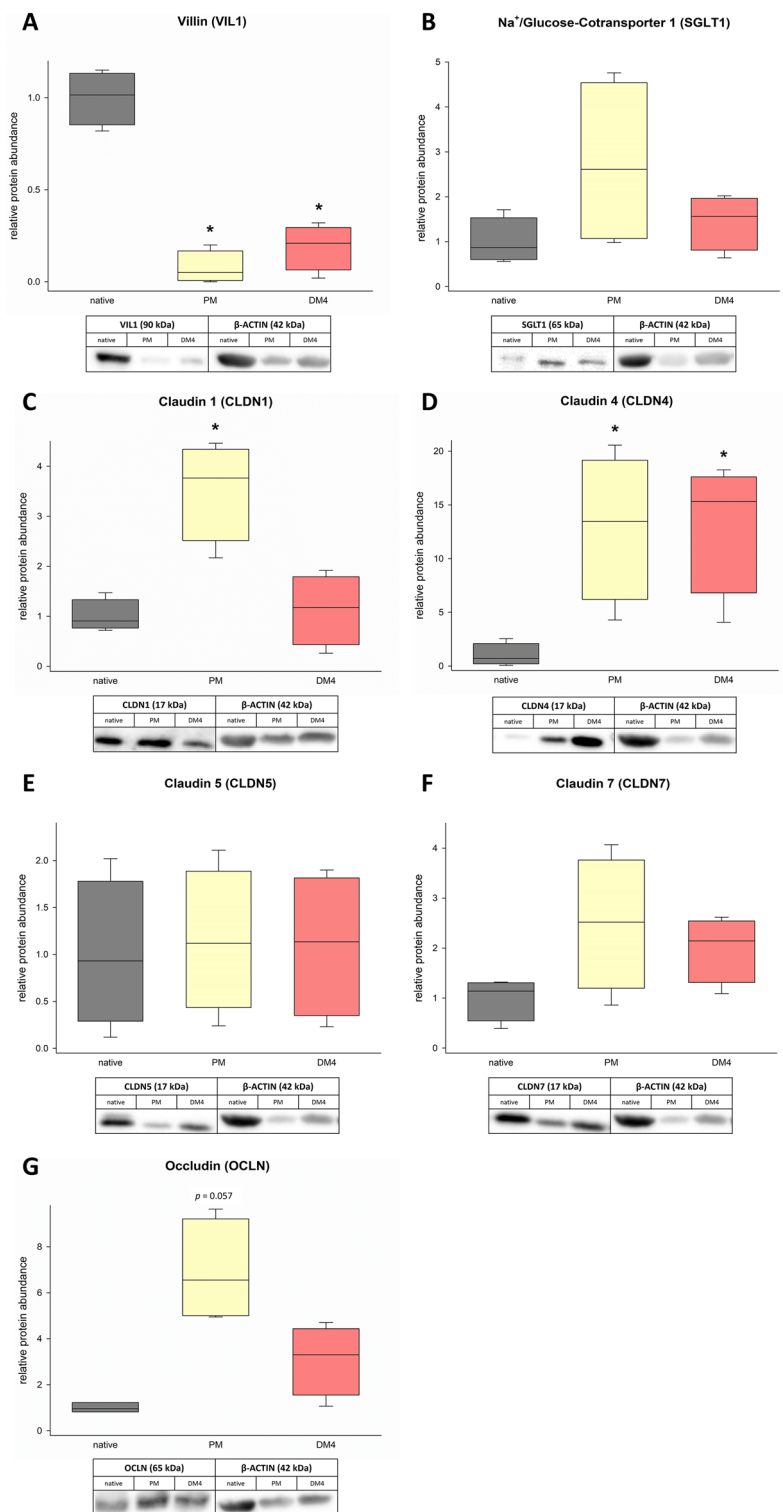 A
Villin (VIL1)
relative protein abundance
1.0
0.5
0.0
*
*
native PM DM4
VIL1 (90 kDa) β-ACTIN (42 kDa)
native PM DM4 native PM DM4
B
Na⁺/Glucose-Cotransporter 1 (SGLT1)
relative protein abundance
5
4
3
2
1
0
native PM DM4
SGLT1 (65 kDa) β-ACTIN (42 kDa)
native PM DM4 native PM DM4
C
Claudin 1 (CLDN1)
relative protein abundance
*
4
3
2
1
0
native PM DM4
CLDN1 (17 kDa) β-ACTIN (42 kDa)
native PM DM4 native PM DM4
D
Claudin 4 (CLDN4)
relative protein abundance
*
*
20
15
10
5
0
native PM DM4
CLDN4 (17 kDa) β-ACTIN (42 kDa)
native PM DM4 native PM DM4
E
Claudin 5 (CLDN5)
relative protein abundance
2.0
1.5
1.0
0.5
0.0
native PM DM4
CLDN5 (17 kDa) β-ACTIN (42 kDa)
native PM DM4 native PM DM4
F
Claudin 7 (CLDN7)
relative protein abundance
4
3
2
1
0
native PM DM4
CLDN7 (17 kDa) β-ACTIN (42 kDa)
native PM DM4 native PM DM4
G
Occludin (OCLN)
relative protein abundance
p = 0.057
8
6
4
2
0
native PM DM4
OCLN (65 kDa) β-ACTIN (42 kDa)
native PM DM4 native PM DM4